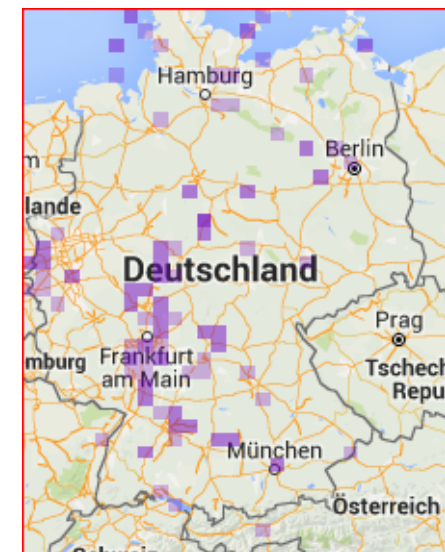 Hamburg
Berlin
lande
Deutschland
Prag
mburg
Frankfurt
am Main
Tschech
Repu
München
Österreich